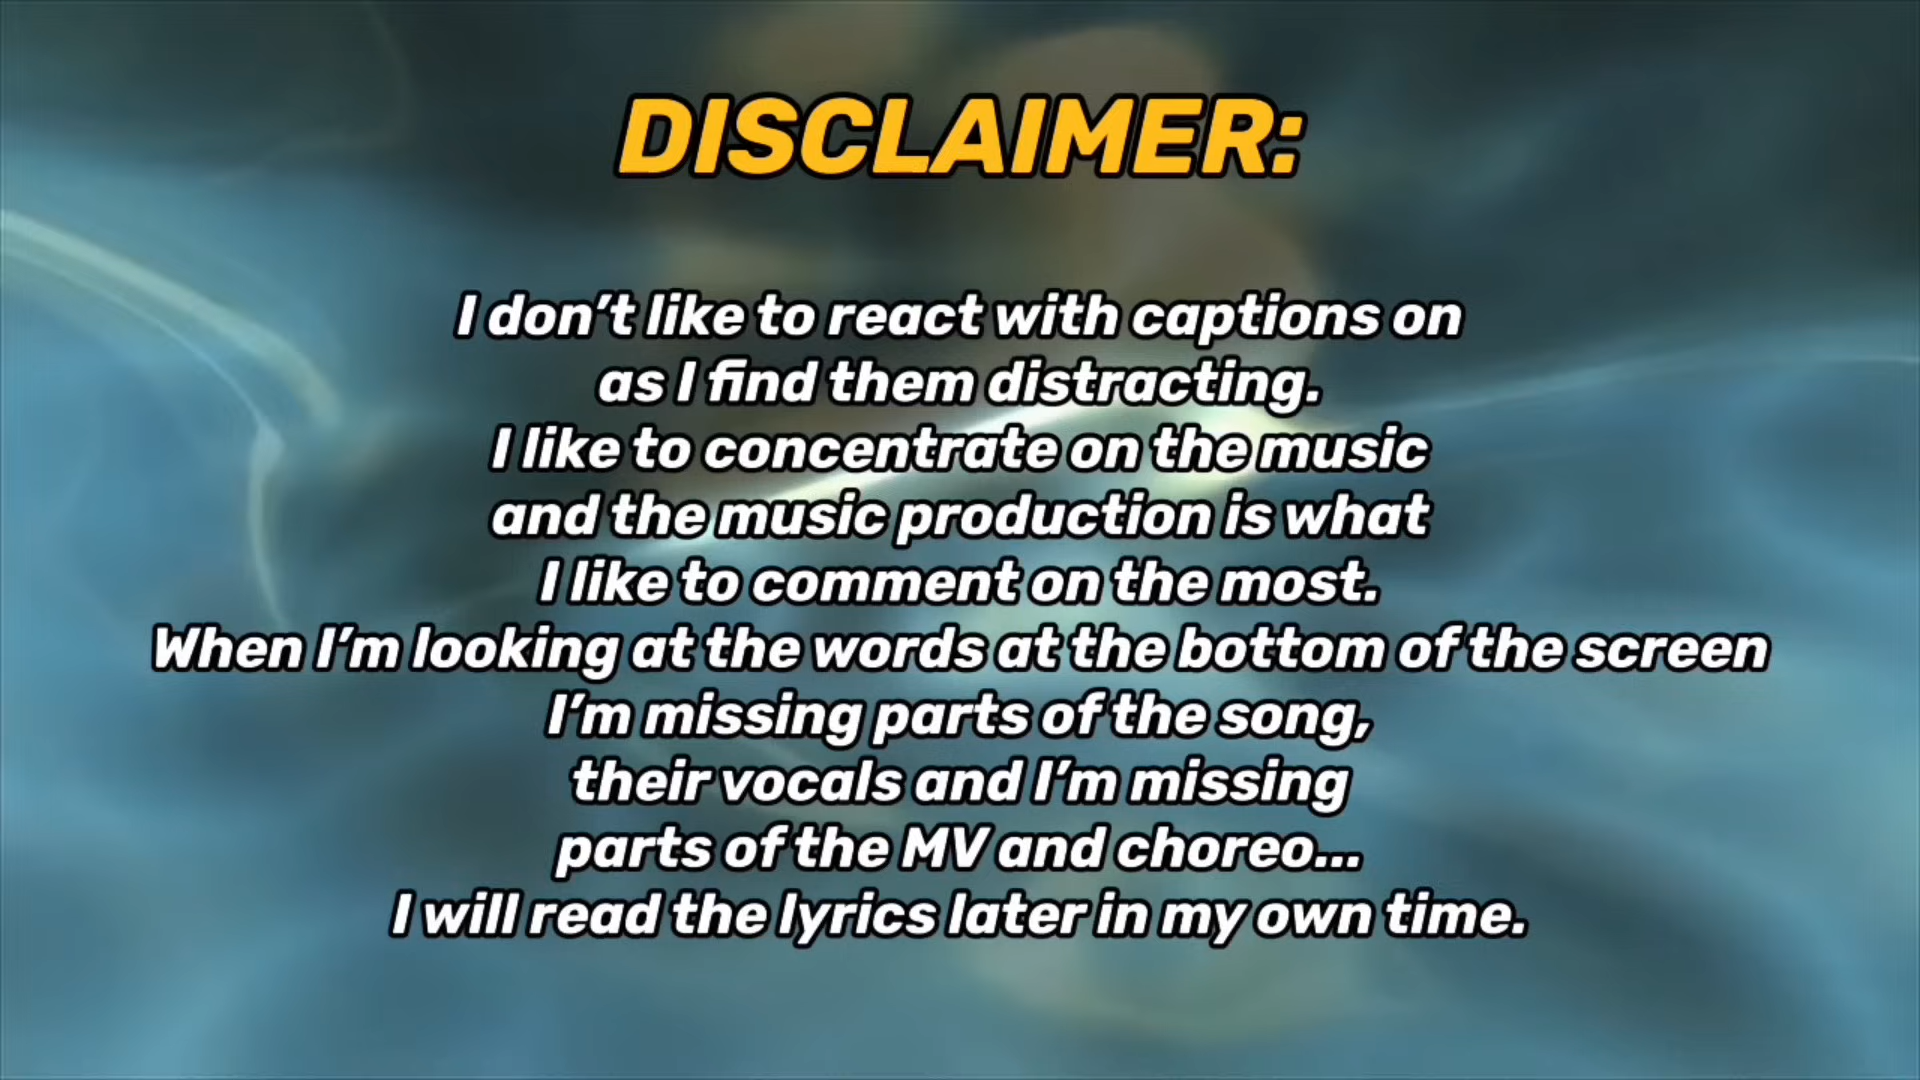 DISCLAIMER:
I don’t like to react with captions on
as I find them distracting.
I like to concentrate on the music
and the music production is what
I like to comment on the most.
When I’m looking at the words at the bottom of the screen
I’m missing parts of the song,
their vocals and I’m missing
parts of the MV and choreo...
I will read the lyrics later in my own time.